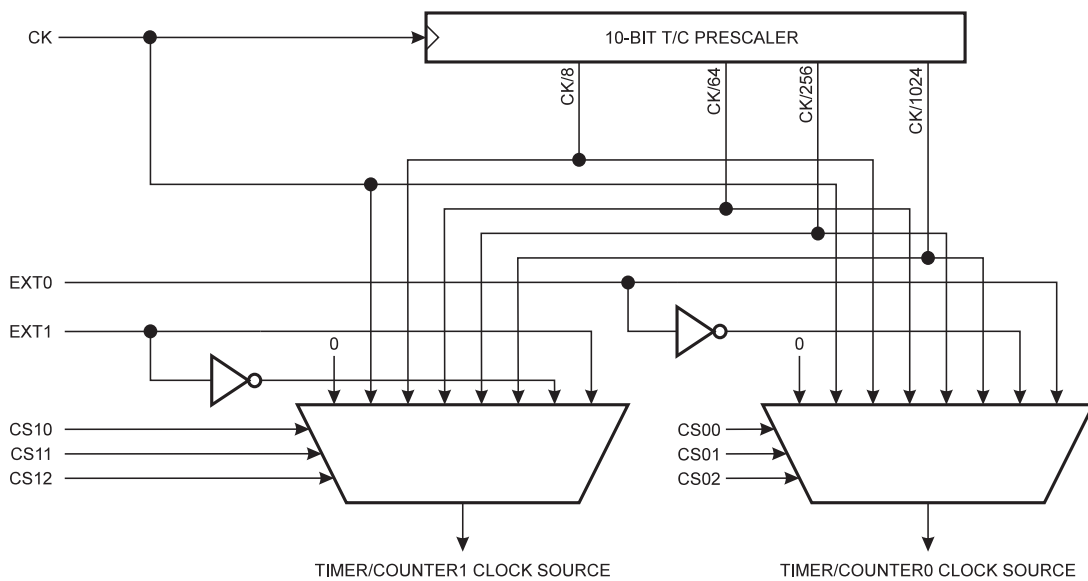 CK
10-BIT T/C PRESCALER
CK/8
CK/64
CK/256
CK/1024
EXT0
EXT1
0
0
CS10
CS11
CS12
CS00
CS01
CS02
TIMER/COUNTER1 CLOCK SOURCE
TIMER/COUNTER0 CLOCK SOURCE